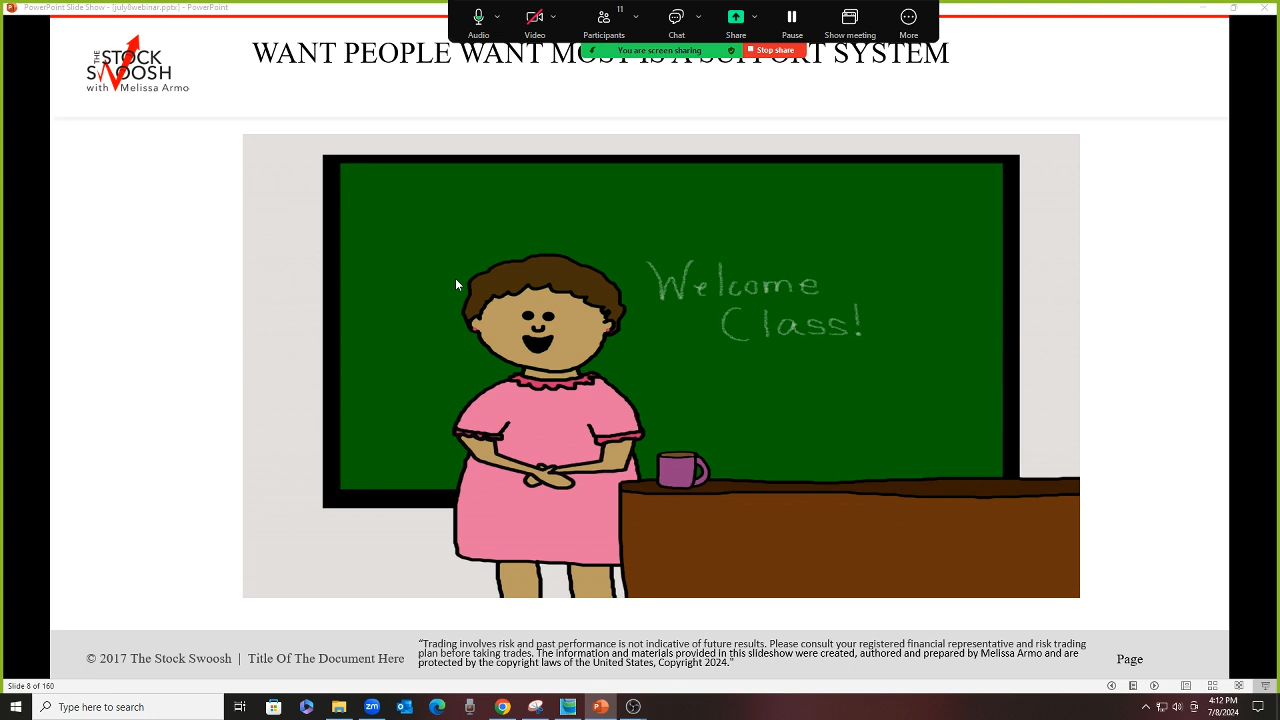 PowerPoint Slide Show - [july8webinar.pptx] - PowerPoint
11
Audio
Video
Participants
Chat
Share
Pause
Show meeting
More
You are screen sharing
Stop share
THE
STOCK
SWOOSH
with Melissa Armo
WANT PEOPLE WANT MOST IS A SUPPORT SYSTEM
Welcome
Class!
© 2017 The Stock Swoosh | Title Of The Document Here
"Trading involves risk and past performance is not indicative of future results. Please consult your registered financial representative and risk trading
plan before taking trades. The information and materials provided in this slideshow were created, authored and prepared by Melissa Armo and are
protected by the copyright laws of the United States, Copyright 2024."
Page
Slide 8 of 160
Type here to search
4:12 PM
7/8/2024